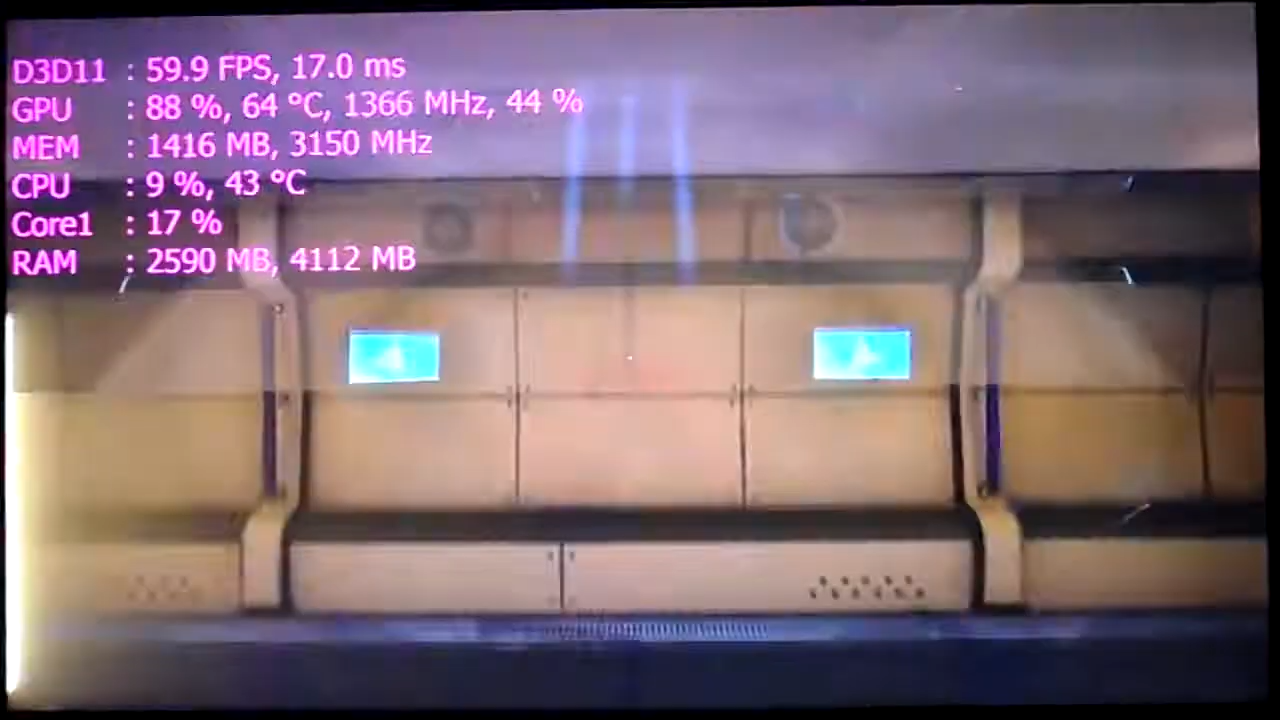 D3D11 : 59.9 FPS, 17.0 ms
GPU : 88 %, 64 °C, 1366 MHz, 44 %
MEM : 1416 MB, 3150 MHz
CPU : 9 %, 43 °C
Core1 : 17 %
RAM : 2590 MB, 4112 MB